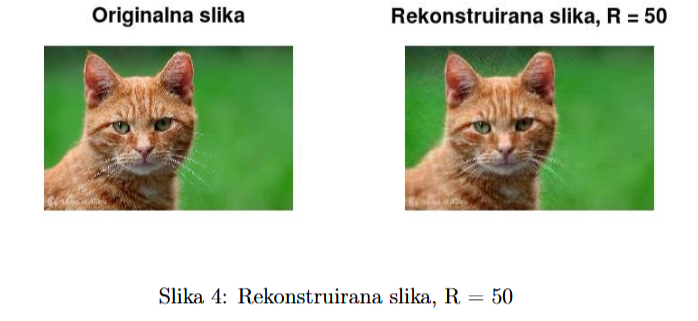 Originalna slika
Rekonstruirana slika, R = 50
Slika 4: Rekonstruirana slika, R = 50